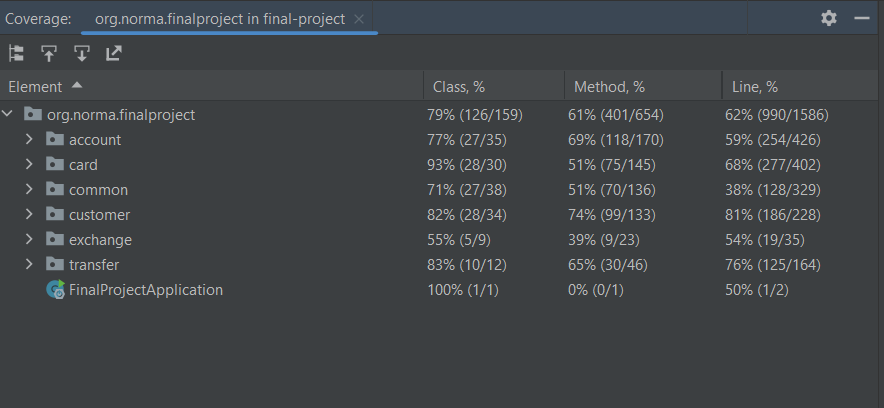 Coverage: org.norma.finalproject in final-project
Element Class, % Method, % Line, %
org.norma.finalproject 79% (126/159) 61% (401/654) 62% (990/1586)
account 77% (27/35) 69% (118/170) 59% (254/426)
card 93% (28/30) 51% (75/145) 68% (277/402)
common 71% (27/38) 51% (70/136) 38% (128/329)
customer 82% (28/34) 74% (99/133) 81% (186/228)
exchange 55% (5/9) 39% (9/23) 54% (19/35)
transfer 83% (10/12) 65% (30/46) 76% (125/164)
FinalProjectApplication 100% (1/1) 0% (0/1) 50% (1/2)